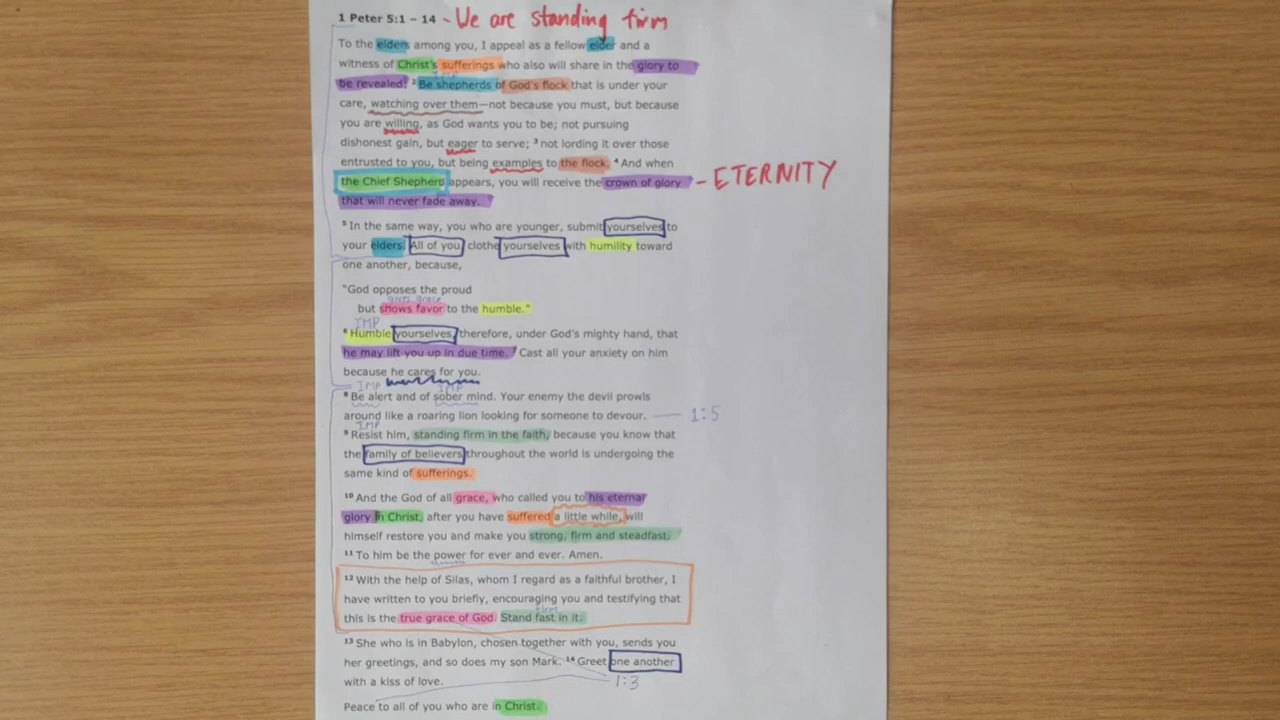 1 Peter 5:1 – 14 - We are standing firm
To the elders among you, I appeal as a fellow elder and a
witness of Christ's sufferings who also will share in the glory to
IMP
be revealed: ² Be shepherds of God's flock that is under your
care, watching over them—not because you must, but because
you are willing, as God wants you to be; not pursuing
dishonest gain, but eager to serve; ³ not lording it over those
entrusted to you, but being examples to the flock. ⁴ And when
the Chief Shepherd appears, you will receive the crown of glory - ETERNITY
that will never fade away.
⁵ In the same way, you who are younger, submit yourselves to
your elders. All of you, clothe yourselves with humility toward
one another, because,
"God opposes the proud
gives grace
but shows favor to the humble."
IMP
⁶ Humble yourselves, therefore, under God's mighty hand, that
he may lift you up in due time. ⁷ Cast all your anxiety on him
because he cares for you.
IMP IMP
⁸ Be alert and of sober mind. Your enemy the devil prowls
around like a roaring lion looking for someone to devour. 1:5
IMP
⁹ Resist him, standing firm in the faith, because you know that
the family of believers throughout the world is undergoing the
same kind of sufferings.
¹⁰ And the God of all grace, who called you to his eternal
glory in Christ, after you have suffered a little while, will
himself restore you and make you strong, firm and steadfast.
¹¹ To him be the power for ever and ever. Amen.
¹² With the help of Silas, whom I regard as a faithful brother, I
have written to you briefly, encouraging you and testifying that
firm
this is the true grace of God. Stand fast in it.
¹³ She who is in Babylon, chosen together with you, sends you
her greetings, and so does my son Mark. ¹⁴ Greet one another
with a kiss of love. 1:3
Peace to all of you who are in Christ.